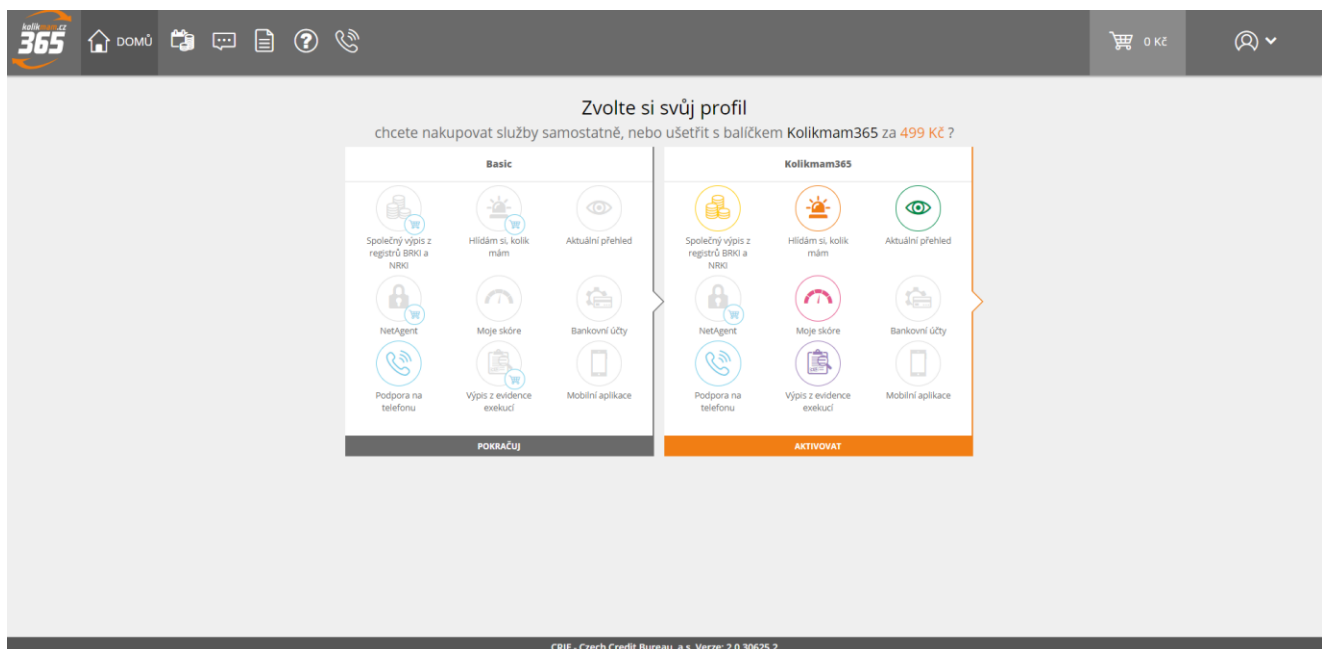 kolikmam.cz
365
DOMŮ
0 Kč
Zvolte si svůj profil
chcete nakupovat služby samostatně, nebo ušetřit s balíčkem Kolikmam365 za 499 Kč ?
Basic
Společný výpis z
registrů BRKI a
NRKI
Hlídám si, kolik
mám
Aktuální přehled
NetAgent
Moje skóre
Bankovní účty
Podpora na
telefonu
Výpis z evidence
exekucí
Mobilní aplikace
POKRAČUJ
Kolikmam365
Společný výpis z
registrů BRKI a
NRKI
Hlídám si, kolik
mám
Aktuální přehled
NetAgent
Moje skóre
Bankovní účty
Podpora na
telefonu
Výpis z evidence
exekucí
Mobilní aplikace
AKTIVOVAT
CRIF - Czech Credit Bureau, a.s. Verze: 2.0.30625.2